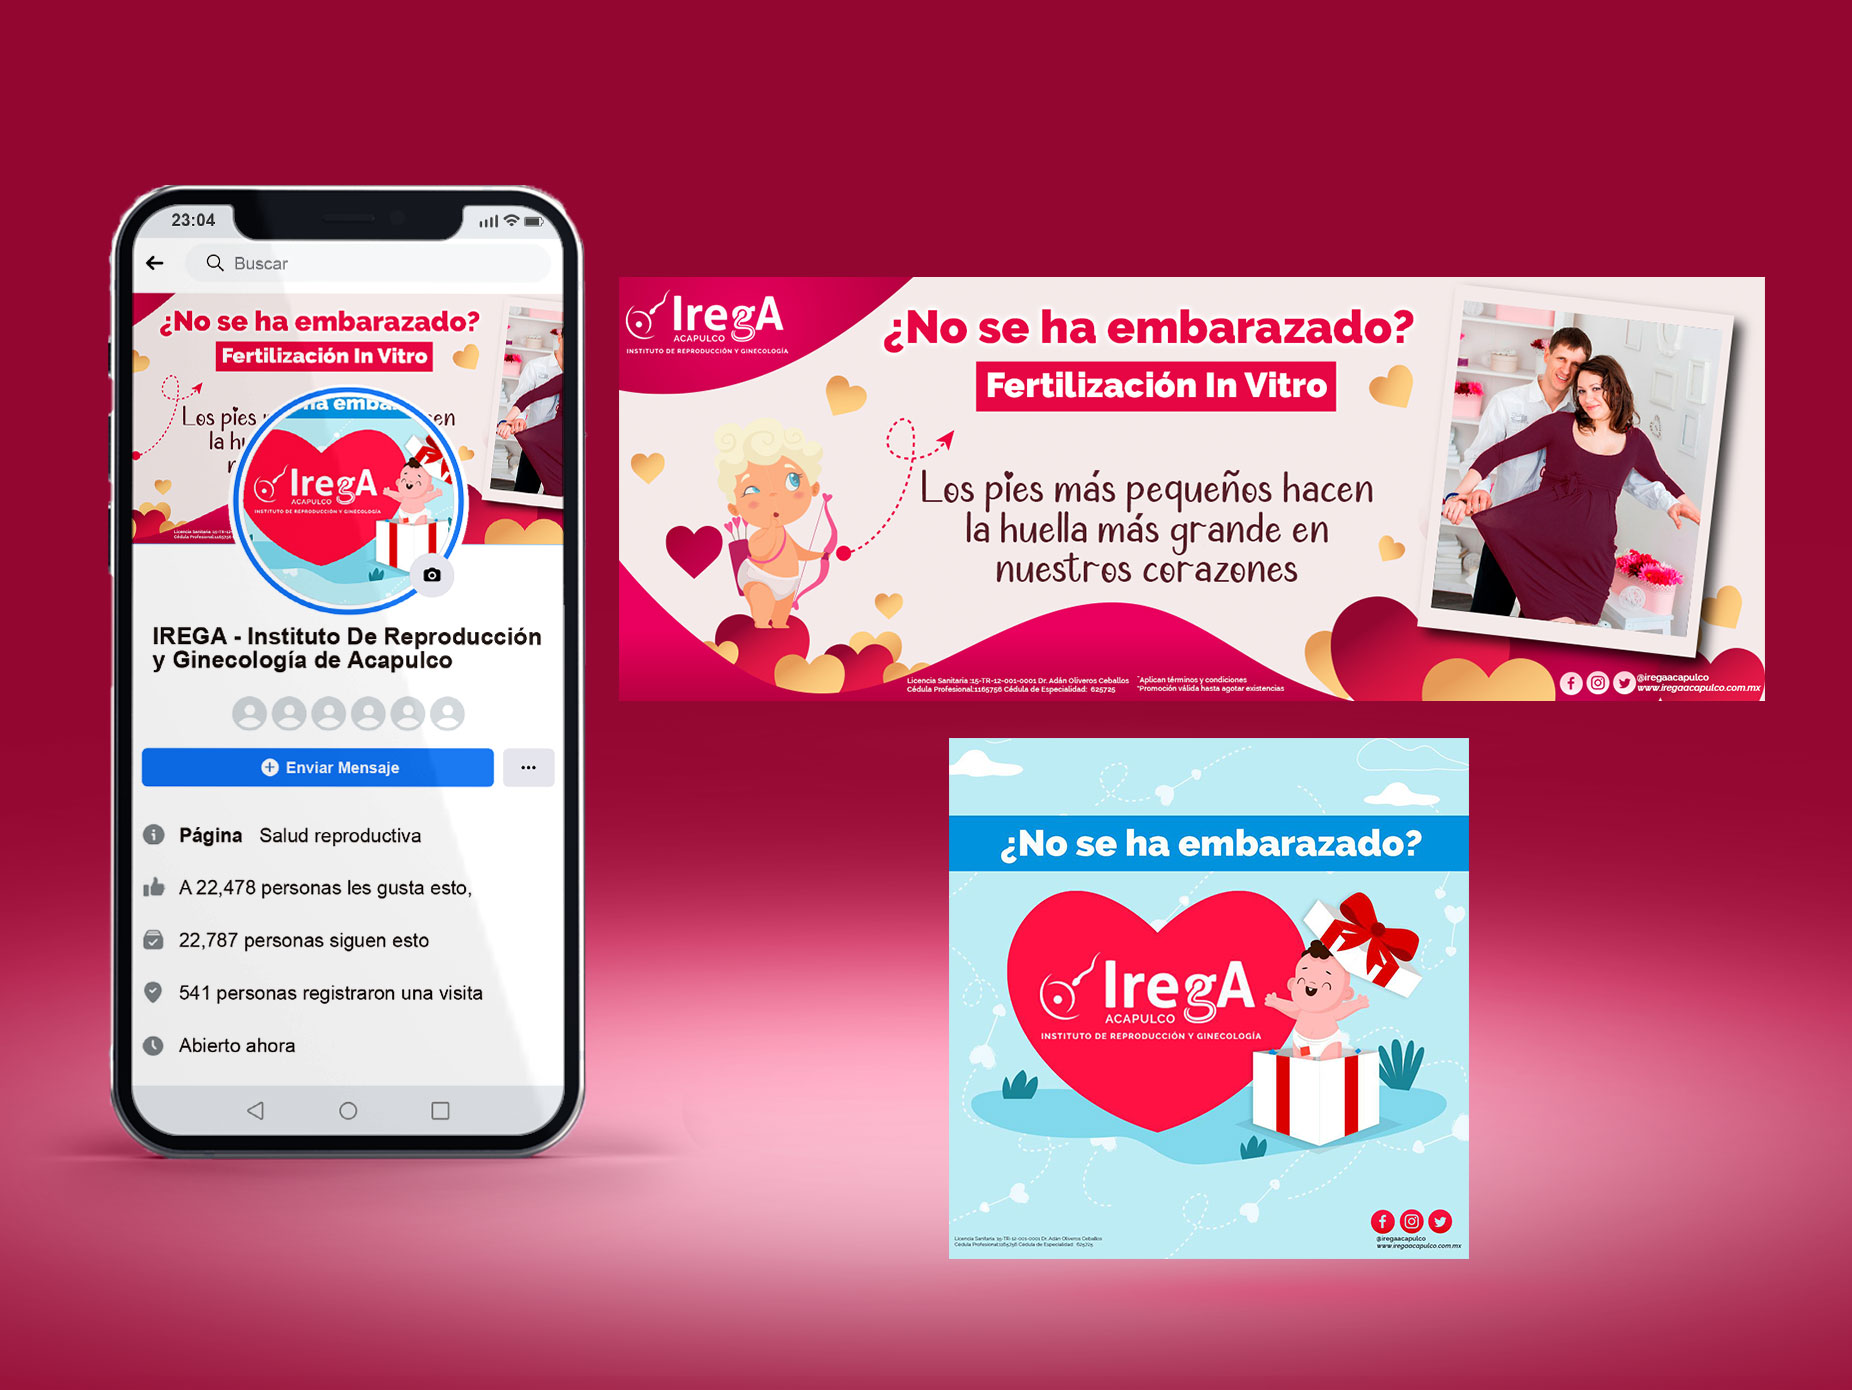 23:04
Buscar
¿No se ha embarazado?
Fertilización In Vitro
Los pies
en
la hu
ha emba
IregA
ACAPULCO
INSTITUTO DE REPRODUCCIÓN Y GINECOLOGÍA
IREGA - Instituto De Reproducción
y Ginecología de Acapulco
Enviar Mensaje
Página Salud reproductiva
A 22,478 personas les gusta esto,
22,787 personas siguen esto
541 personas registraron una visita
Abierto ahora
IregA
ACAPULCO
INSTITUTO DE REPRODUCCIÓN Y GINECOLOGÍA
¿No se ha embarazado?
Fertilización In Vitro
Los pies más pequeños hacen
la huella más grande en
nuestros corazones
Licencia Sanitaria :15-TR-12-001-0001 Dr. Adán Oliveros Ceballos
Cédula Profesional:1165756 Cédula de Especialidad: 625725
*Aplican términos y condiciones
*Promoción válida hasta agotar existencias
@iregaacapulco
www.iregaacapulco.com.mx
¿No se ha embarazado?
IregA
ACAPULCO
INSTITUTO DE REPRODUCCIÓN Y GINECOLOGÍA
Licencia Sanitaria :15-TR-12-001-0001 Dr. Adán Oliveros Ceballos
Cédula Profesional:1165756 Cédula de Especialidad: 625725
@iregaacapulco
www.iregaacapulco.com.mx